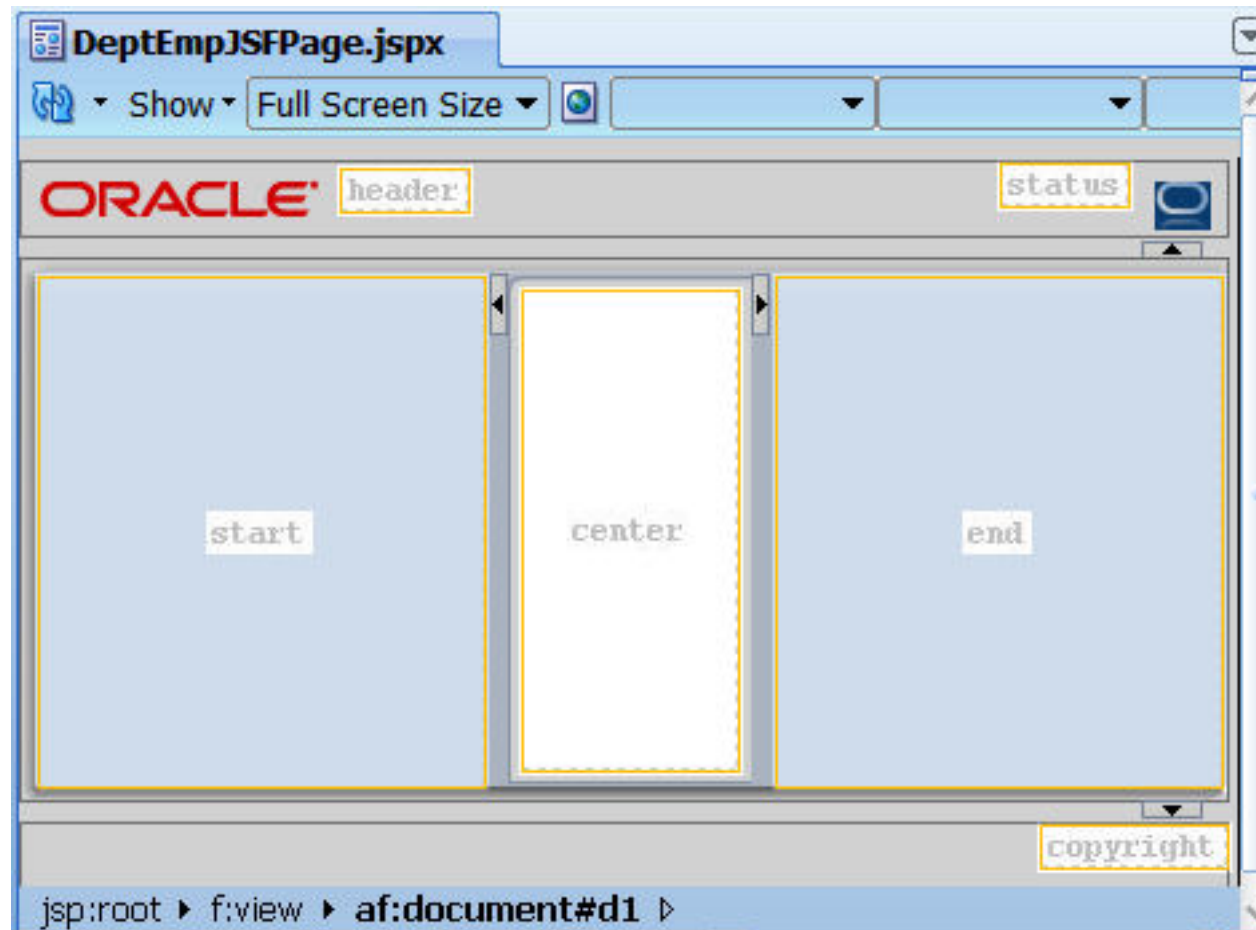 DeptEmpJSFPage.jspx
Show Full Screen Size
ORACLE header status
start center end
copyright
jsp:root f:view af:document#d1